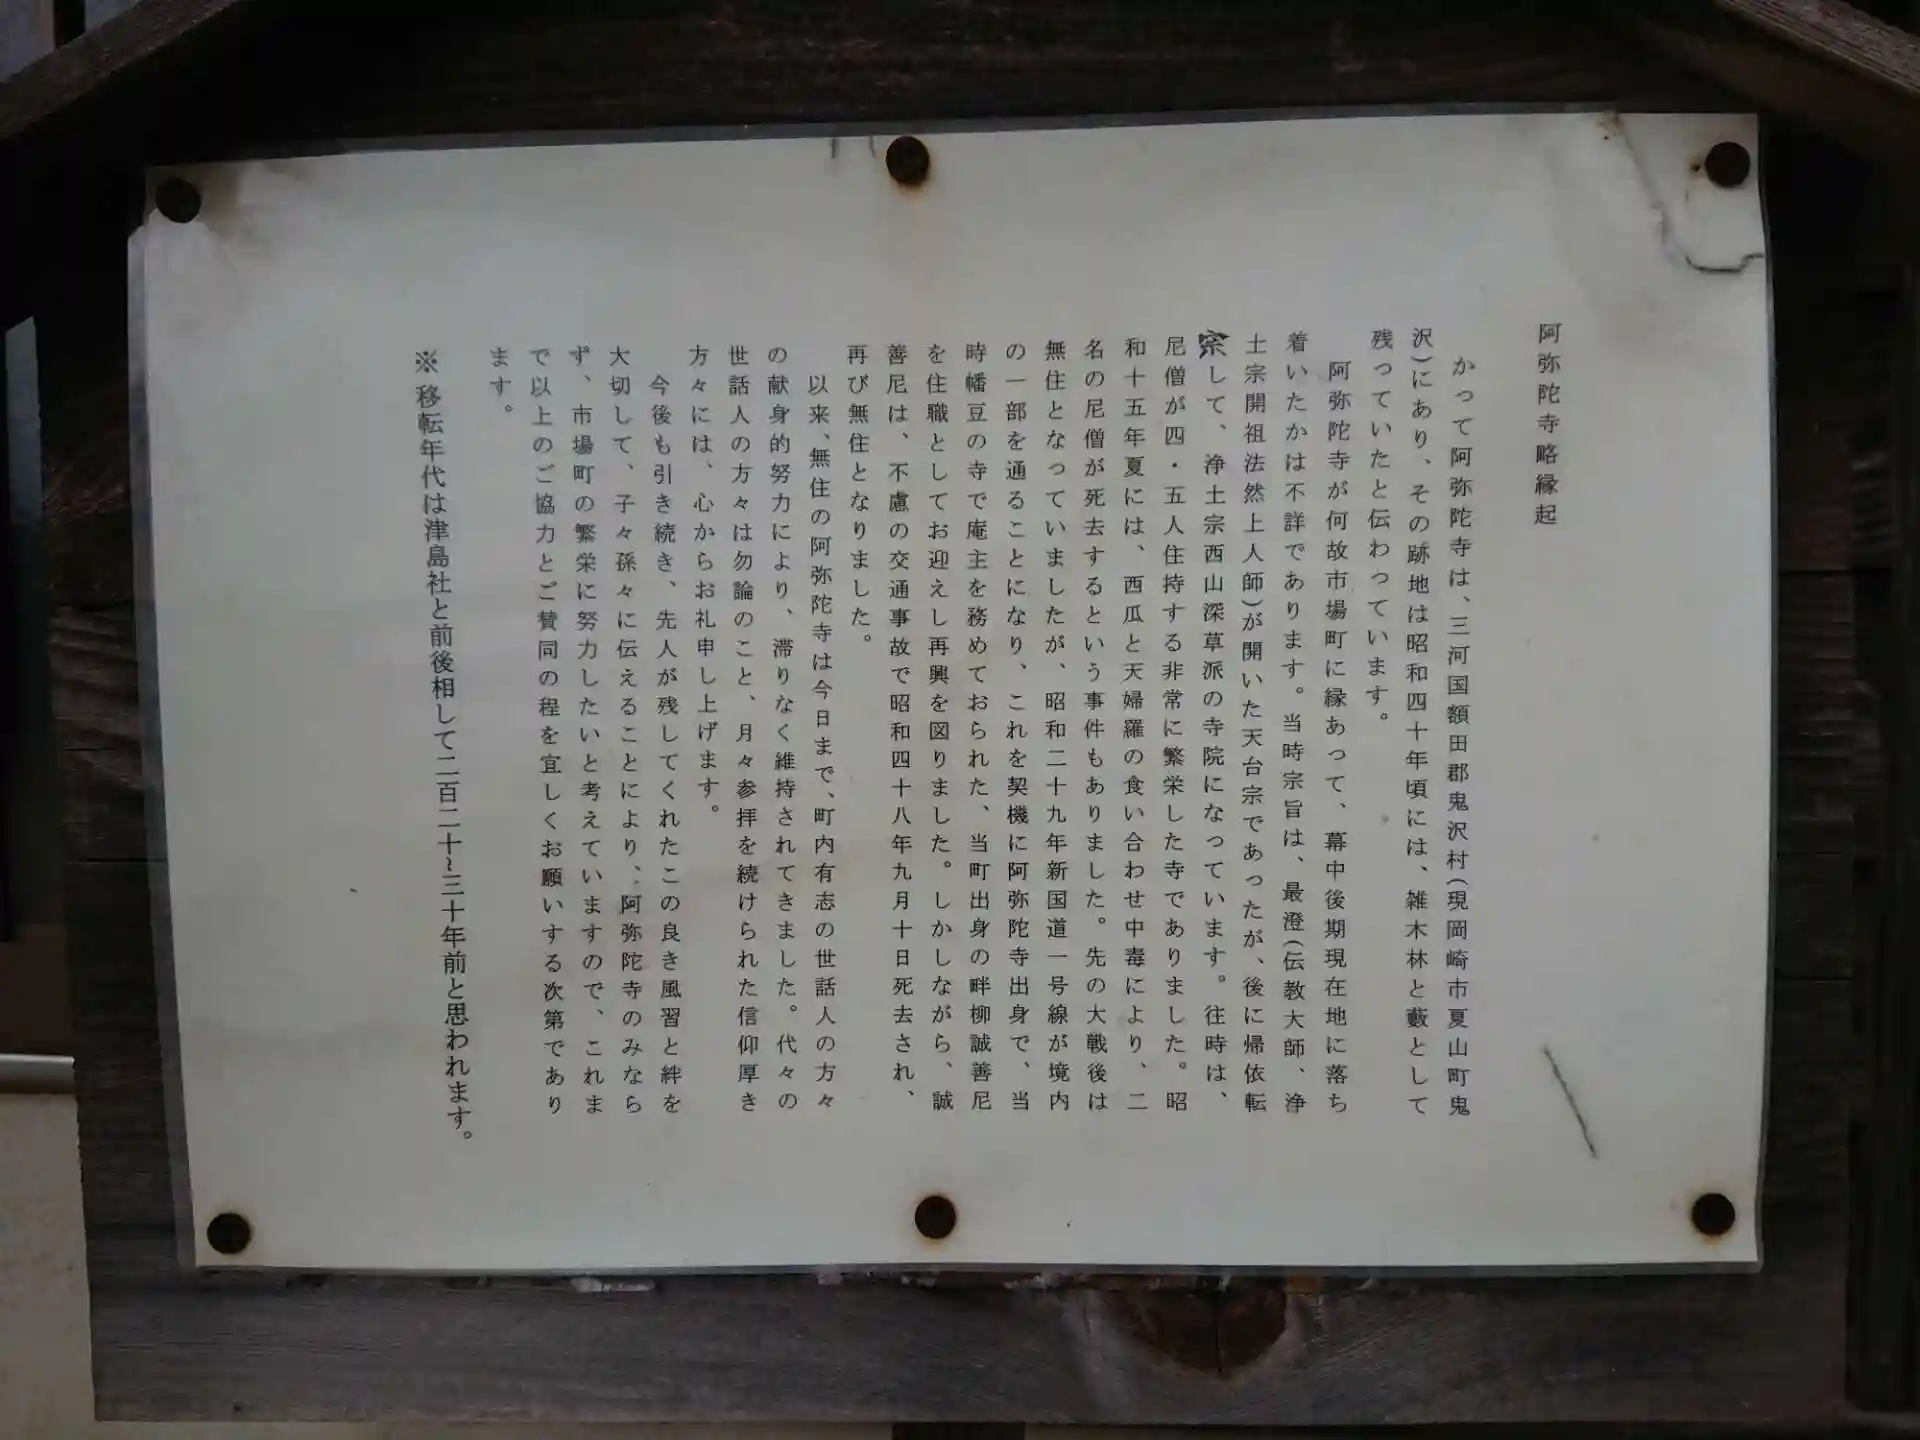 阿弥陀寺略縁起
かって阿弥陀寺は、三河国額田郡鬼沢村(現岡崎市夏山町鬼
沢)にあり、その跡地は昭和四十年頃には、雑木林と藪として
残っていたと伝わっています。
阿弥陀寺が何故市場町に縁あって、幕中後期現在地に落ち
着いたかは不詳であります。当時宗旨は、最澄(伝教大師、浄
土宗開祖法然上人師)が開いた天台宗であったが、後に帰依転
宗して、浄土宗西山深草派の寺院になっています。往時は、
尼僧が四・五人住持する非常に繁栄した寺でありました。昭
和十五年夏には、西瓜と天婦羅の食い合わせ中毒により、二
名の尼僧が死去するという事件もありました。先の大戦後は
無住となっていましたが、昭和二十九年新国道一号線が境内
の一部を通ることになり、これを契機に阿弥陀寺出身で、当
時幡豆の寺で庵主を務めておられた、当町出身の畔柳誠善尼
を住職としてお迎えし再興を図りました。しかしながら、誠
善尼は、不慮の交通事故で昭和四十八年九月十日死去され、
再び無住となりました。
以来、無住の阿弥陀寺は今日まで、町内有志の世話人の方々
の献身的努力により、滞りなく維持されてきました。代々の
世話人の方々は勿論のこと、月々参拝を続けられた信仰厚き
方々には、心からお礼申し上げます。
今後も引き続き、先人が残してくれたこの良き風習と絆を
大切して、子々孫々に伝えることにより、阿弥陀寺のみなら
ず、市場町の繁栄に努力したいと考えていますので、これま
で以上のご協力とご賛同の程を宜しくお願いする次第であり
ます。
※移転年代は津島社と前後相して二百二十~三十年前と思われます。